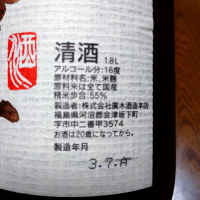 清酒 1.8L
アルコール分:16度
原材料名:米、米麹
原料米は全て国産
精米歩合:55%
製造者:株式会社廣木酒造本店
福島県河沼郡会津坂下町
字市中二番甲3574
お酒は20歳になってから。
製造年月
3.7.A